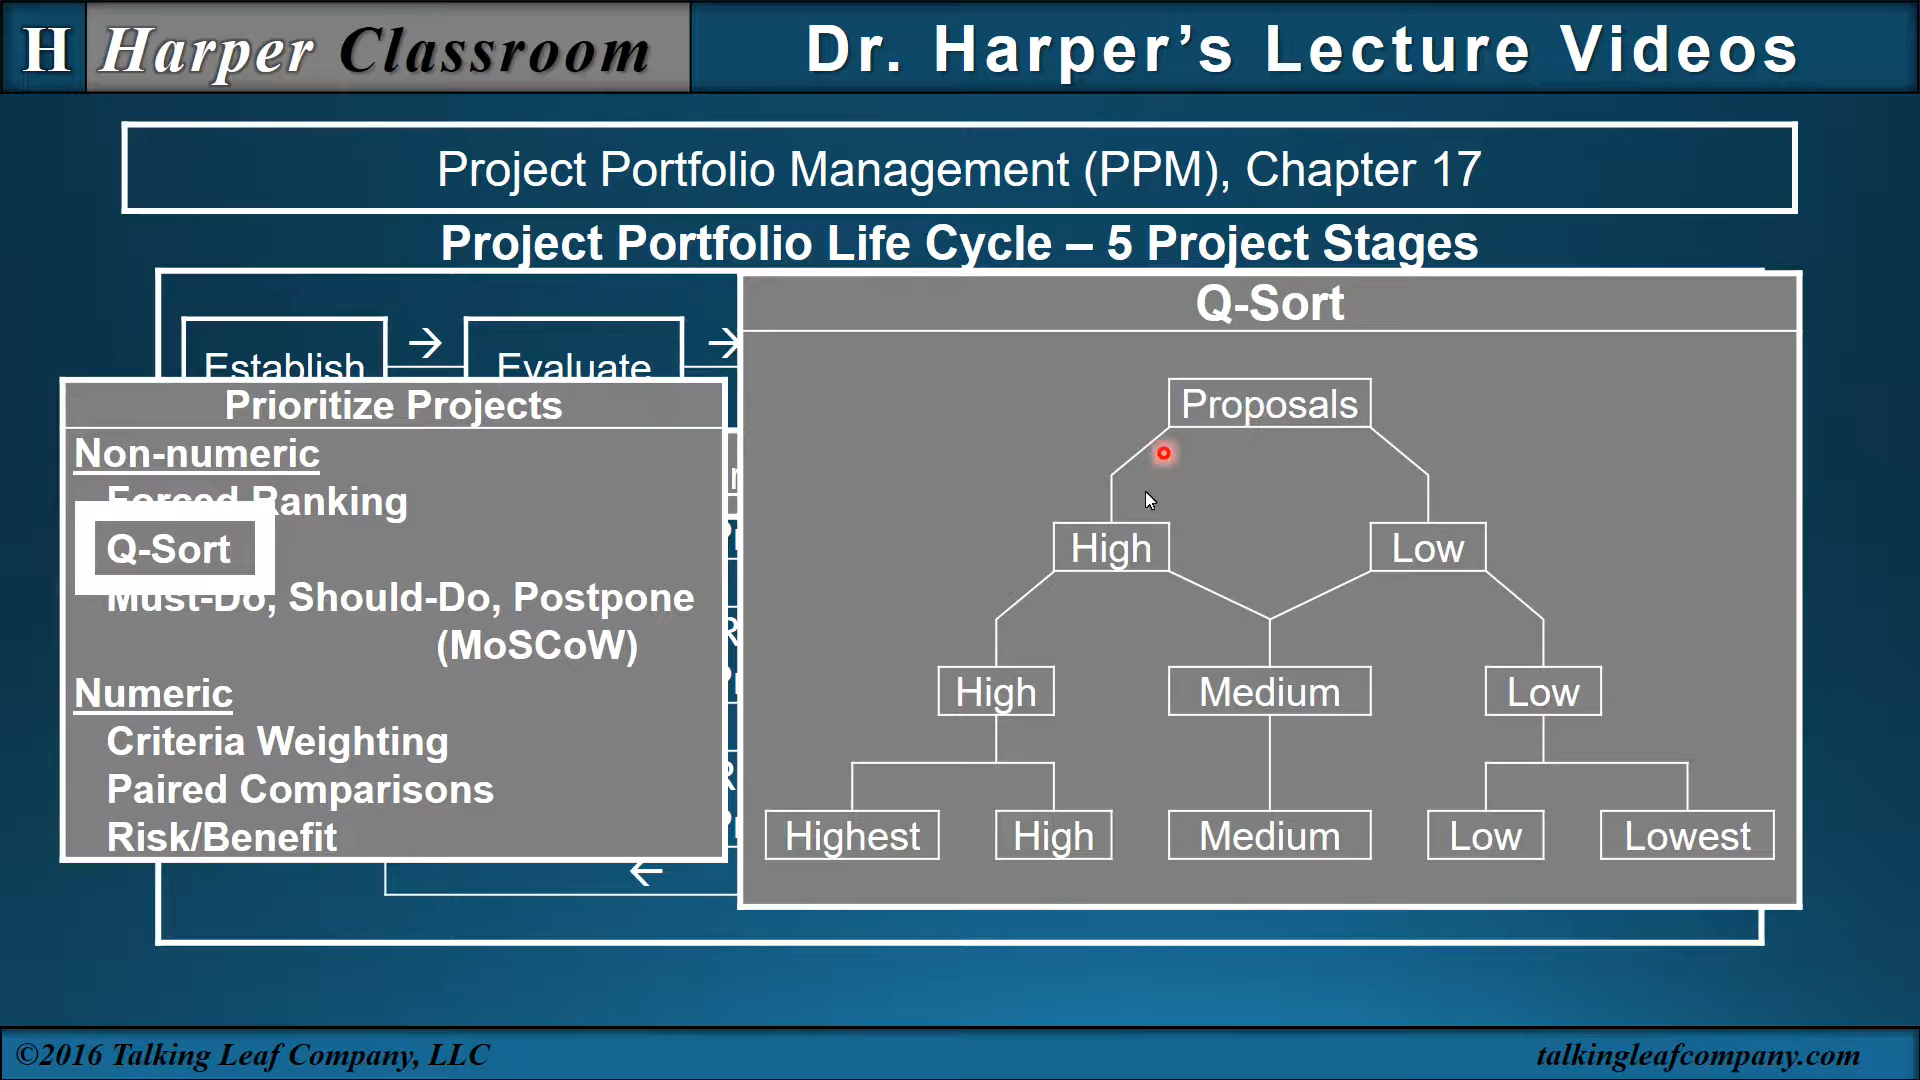 H Harper Classroom
Dr. Harper’s Lecture Videos
Project Portfolio Management (PPM), Chapter 17
Project Portfolio Life Cycle – 5 Project Stages
Establish → Evaluate →
Prioritize Projects
Non-numeric
Forced Ranking
Q-Sort
Must-Do, Should-Do, Postpone
(MoSCoW)
Numeric
Criteria Weighting
Paired Comparisons
Risk/Benefit
←
Q-Sort
Proposals
High Low
High Medium Low
Highest High Medium Low Lowest
©2016 Talking Leaf Company, LLC
talkingleafcompany.com